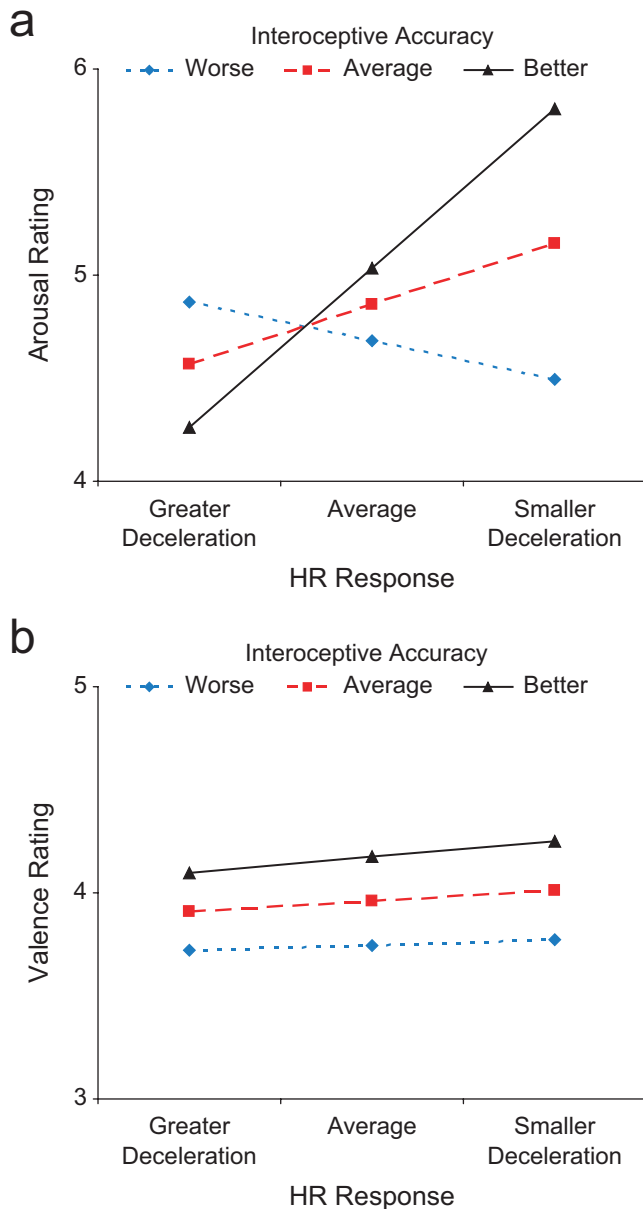 a
Interoceptive Accuracy
Worse Average Better
6
5
4
Arousal Rating
Greater Deceleration
Average
Smaller Deceleration
HR Response
b
Interoceptive Accuracy
Worse Average Better
5
4
3
Valence Rating
Greater Deceleration
Average
Smaller Deceleration
HR Response